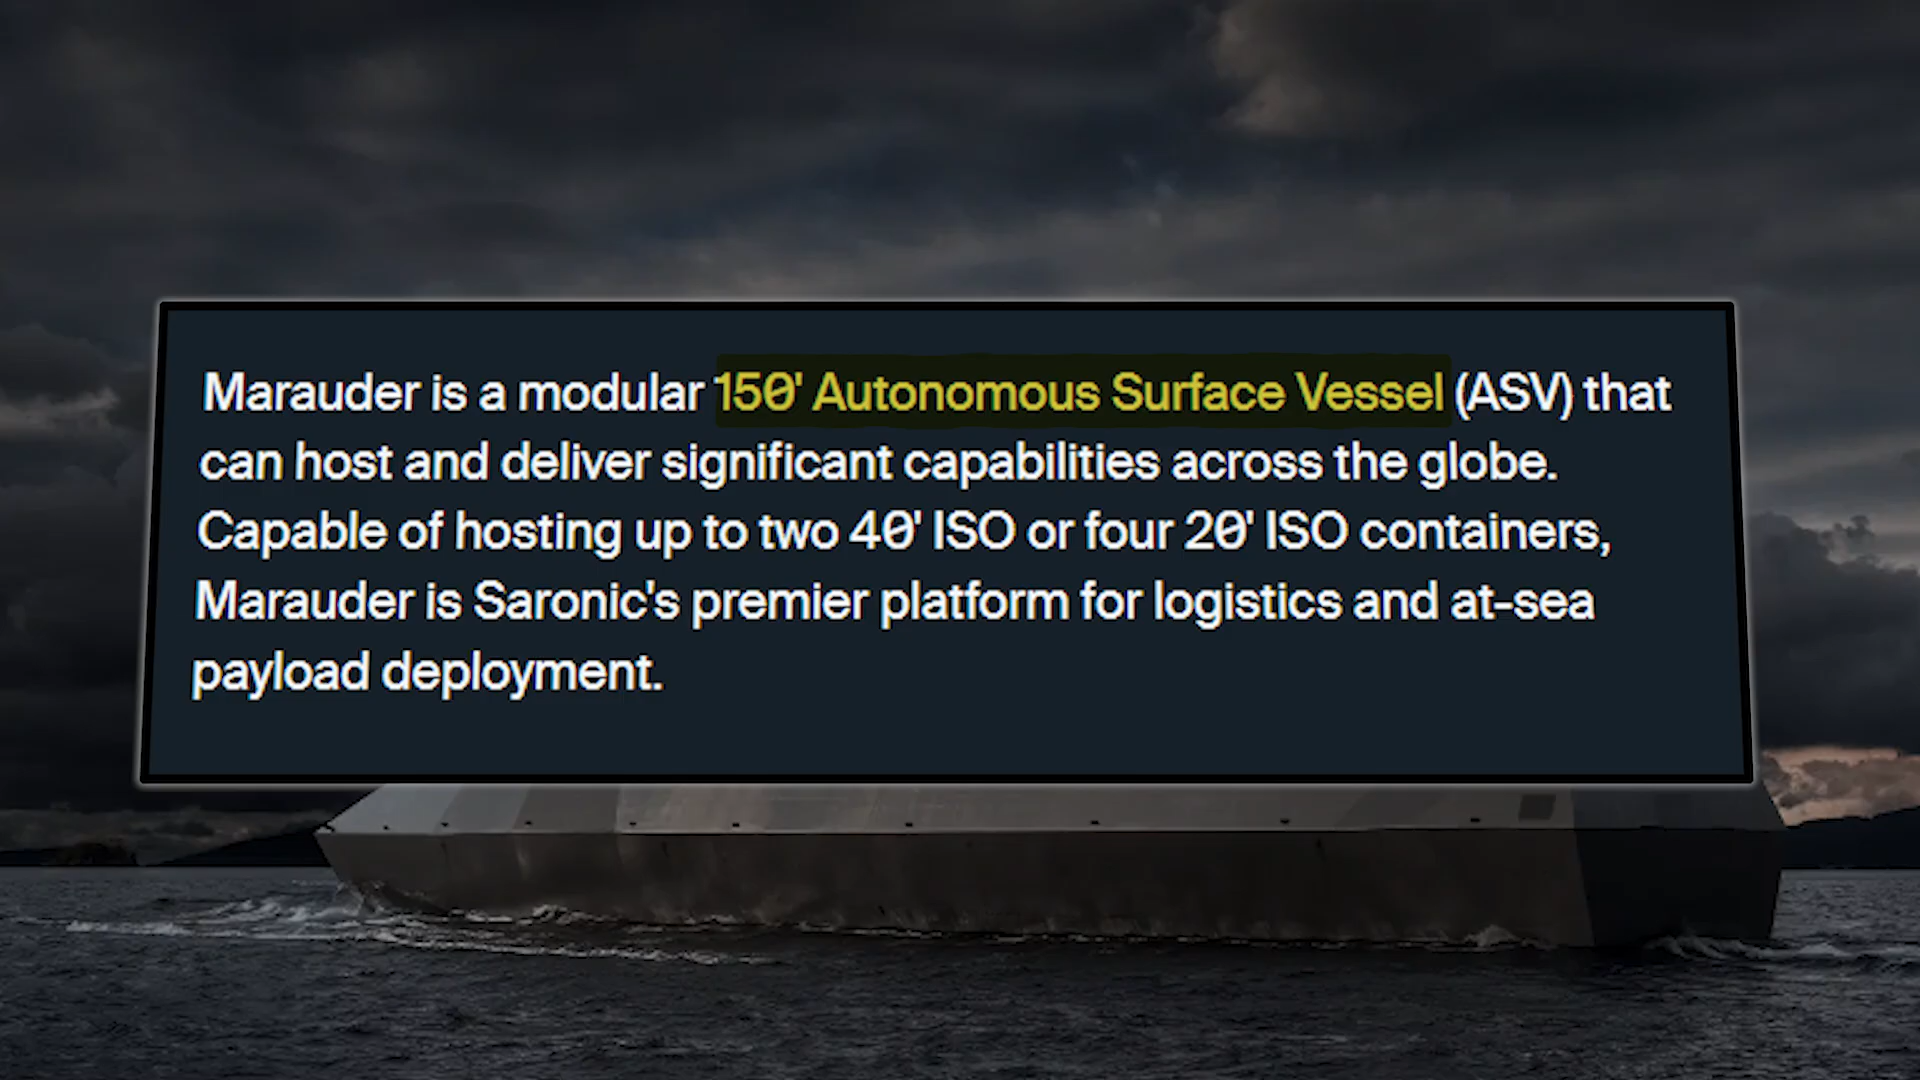 Marauder is a modular 150' Autonomous Surface Vessel (ASV) that
can host and deliver significant capabilities across the globe.
Capable of hosting up to two 40' ISO or four 20' ISO containers,
Marauder is Saronic's premier platform for logistics and at-sea
payload deployment.